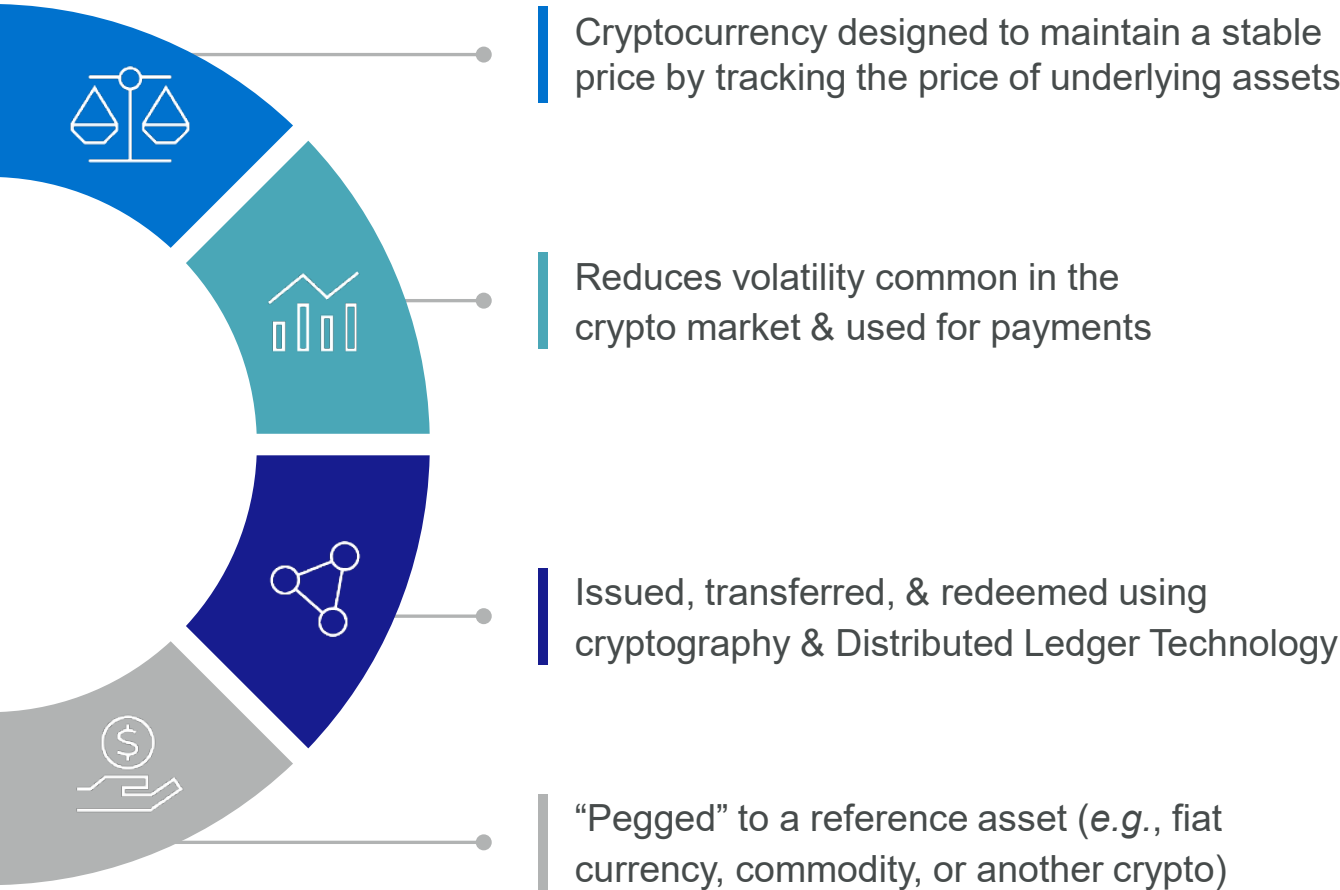 Cryptocurrency designed to maintain a stable
price by tracking the price of underlying assets
Reduces volatility common in the
crypto market & used for payments
Issued, transferred, & redeemed using
cryptography & Distributed Ledger Technology
$
“Pegged” to a reference asset (e.g., fiat
currency, commodity, or another crypto)